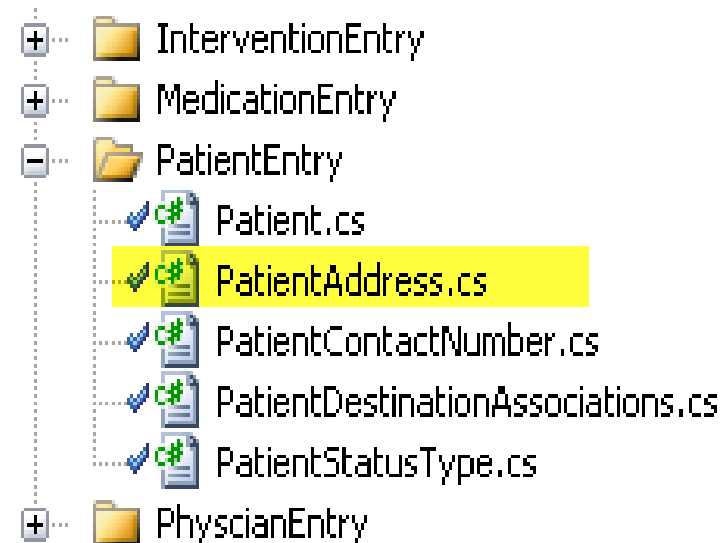 InterventionEntry
MedicationEntry
PatientEntry
C# Patient.cs
C# PatientAddress.cs
C# PatientContactNumber.cs
C# PatientDestinationAssociations.cs
C# PatientStatusType.cs
PhyscianEntry